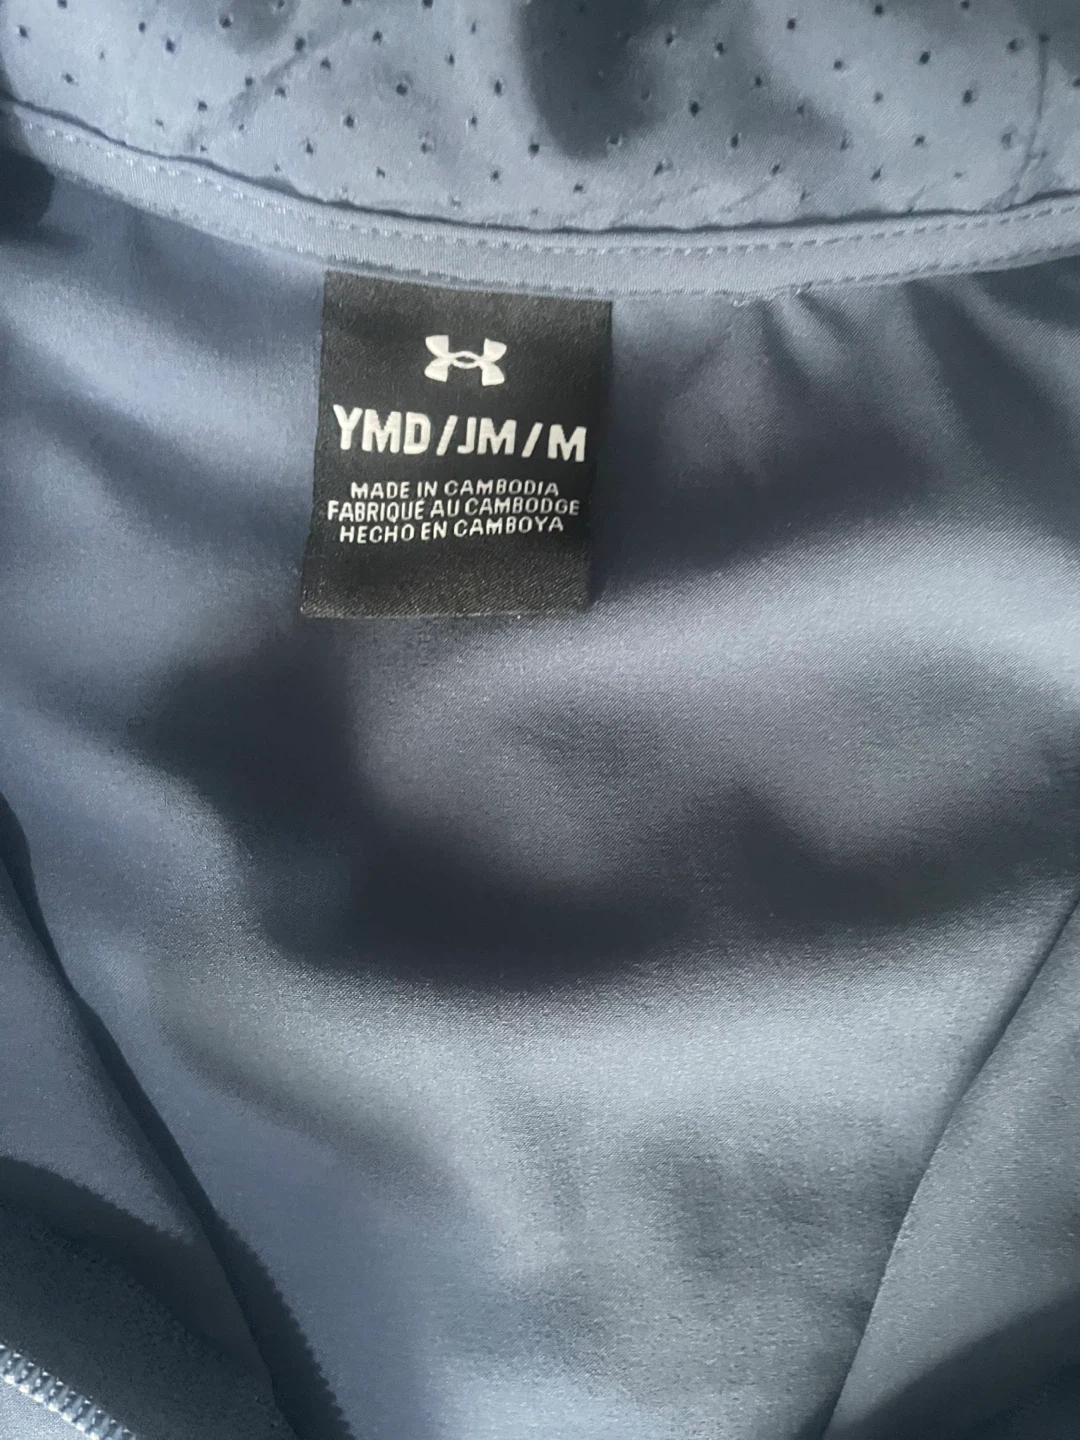 YMD/JM/M
MADE IN CAMBODIA
FABRIQUÉ AU CAMBODGE
HECHO EN CAMBOYA